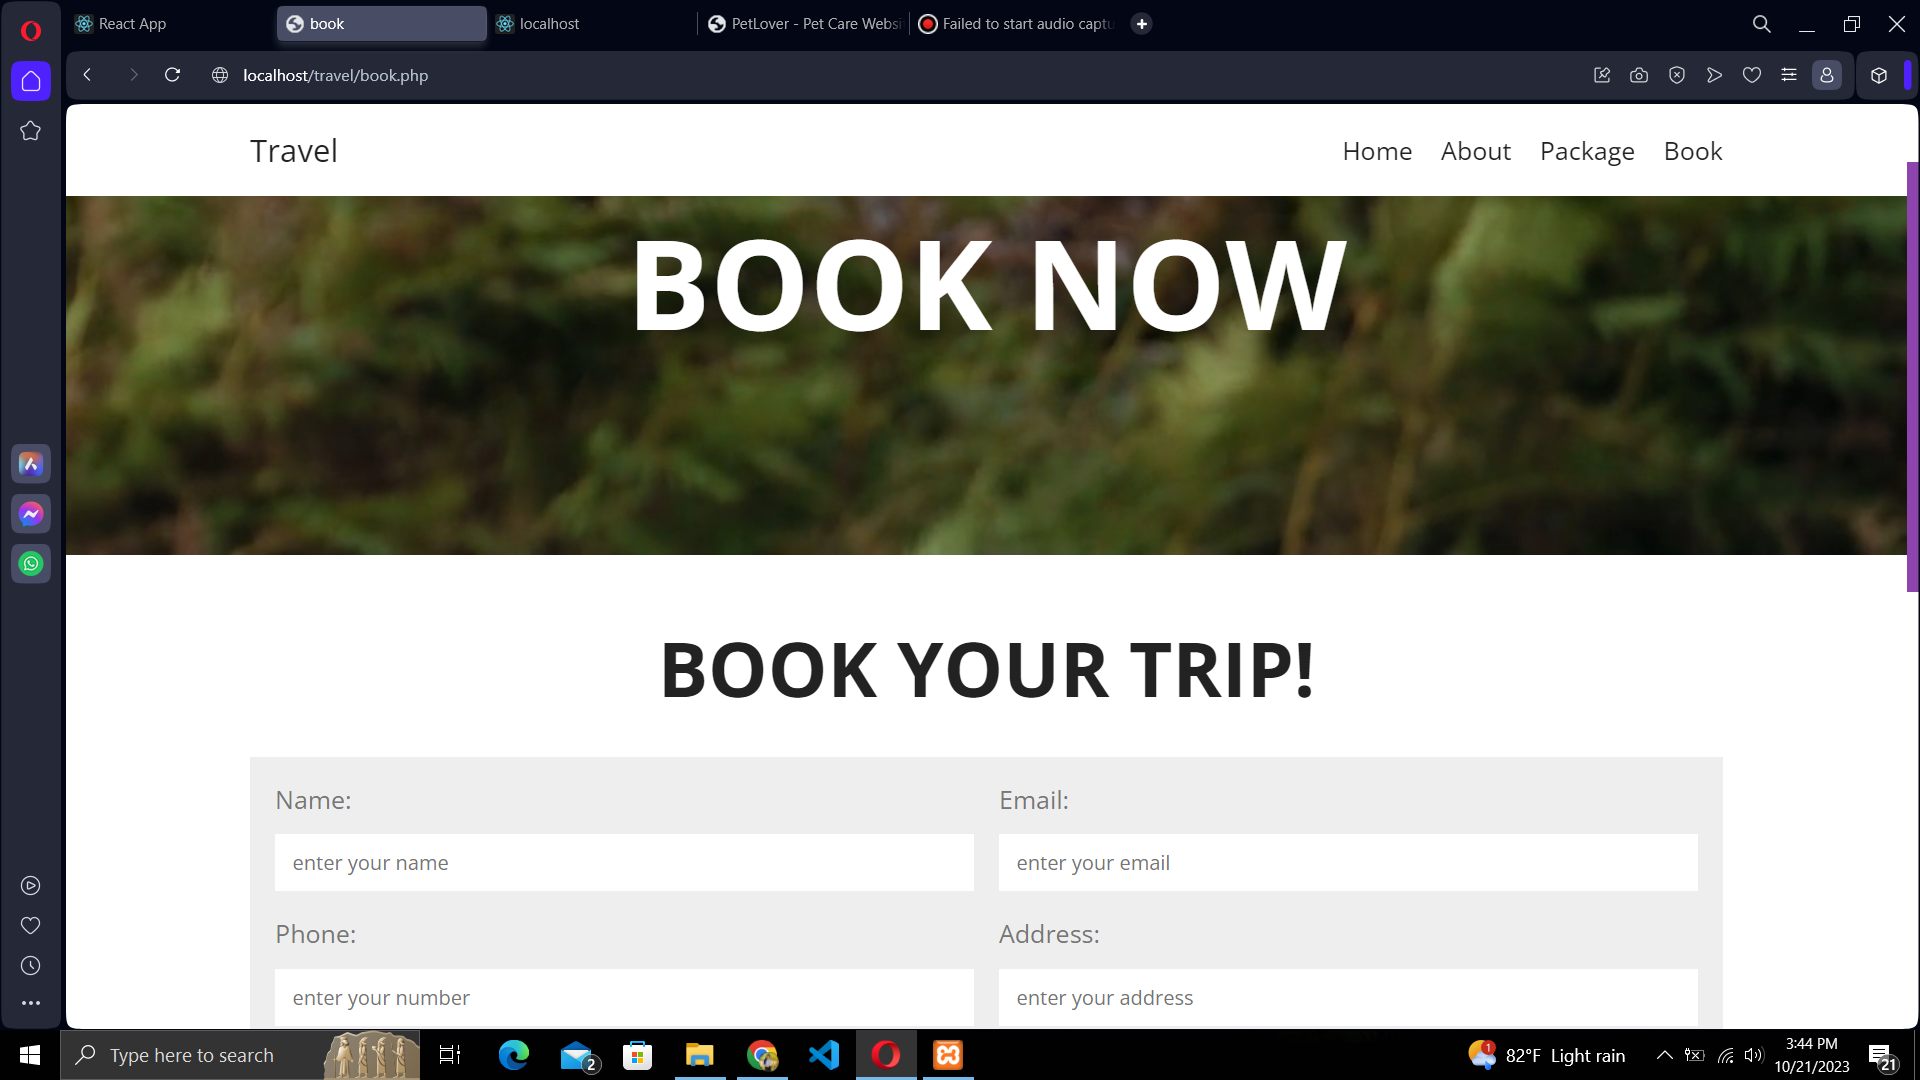 React App
book
localhost
PetLover - Pet Care Websi
Failed to start audio captu
localhost/travel/book.php
Travel
Home About Package Book
BOOK NOW
BOOK YOUR TRIP!
Name:
Email:
enter your name
enter your email
Phone:
Address:
enter your number
enter your address
Type here to search
2
1
82°F Light rain
3:44 PM
10/21/2023
21